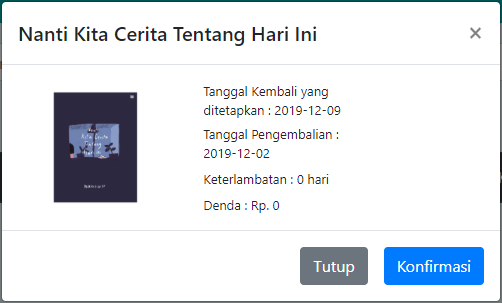 Nanti Kita Cerita Tentang Hari Ini
×
Tanggal Kembali yang
ditetapkan : 2019-12-09
Tanggal Pengembalian :
2019-12-02
Keterlambatan : 0 hari
Denda : Rp. 0
Tutup
Konfirmasi